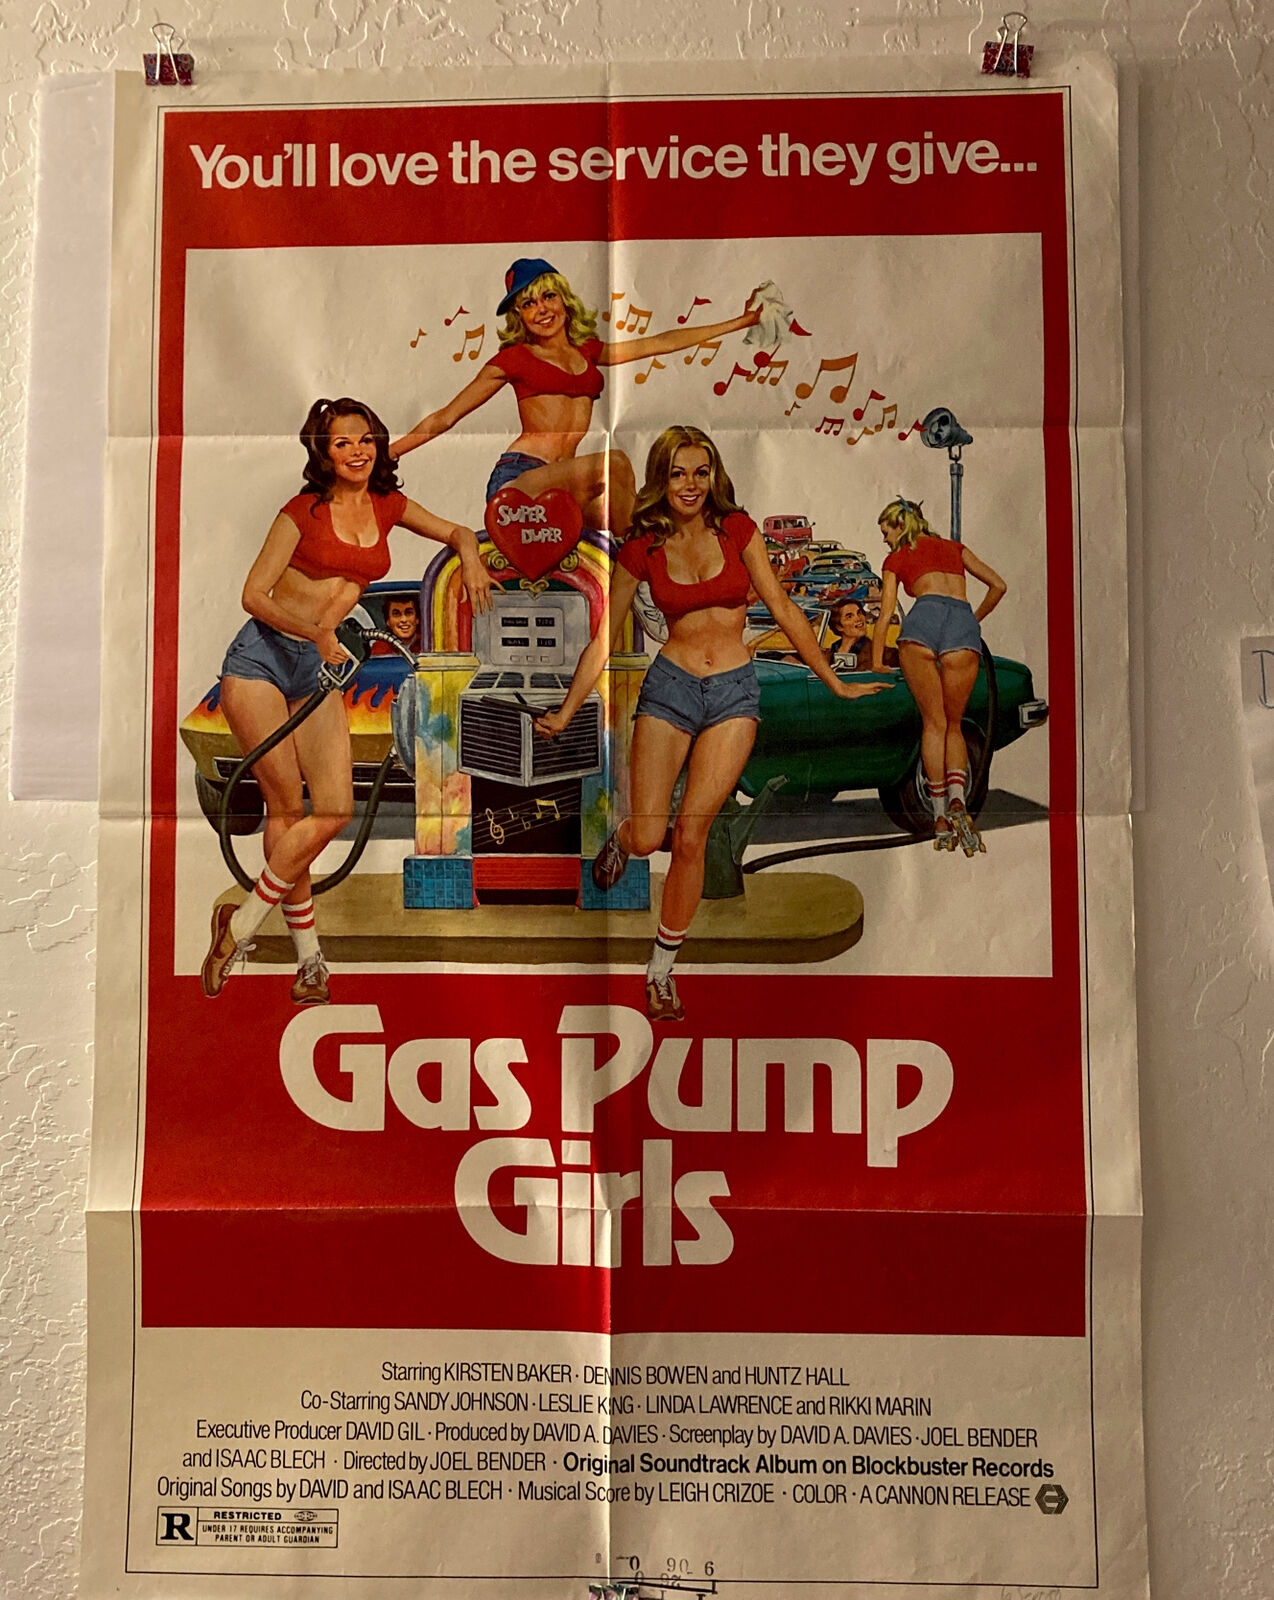 You'll love the service they give...
SUPER
DUPER
Gas Pump
Girls
Starring KIRSTEN BAKER · DENNIS BOWEN and HUNTZ HALL
Co-Starring SANDY JOHNSON · LESLIE KING · LINDA LAWRENCE and RIKKI MARIN
Executive Producer DAVID GIL · Produced by DAVID A. DAVIES · Screenplay by DAVID A. DAVIES · JOEL BENDER
and ISAAC BLECH · Directed by JOEL BENDER · Original Soundtrack Album on Blockbuster Records
Original Songs by DAVID and ISAAC BLECH · Musical Score by LEIGH CRIZOE · COLOR · A CANNON RELEASE
R RESTRICTED
UNDER 17 REQUIRES ACCOMPANYING
PARENT OR ADULT GUARDIAN